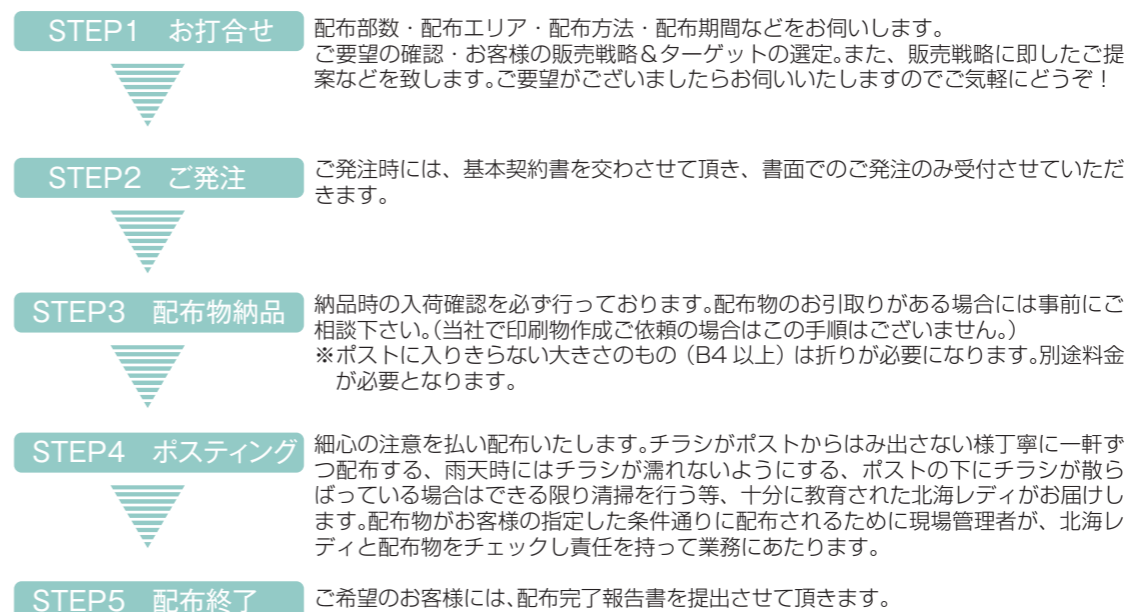 STEP1　お打合せ
配布部数・配布エリア・配布方法・配布期間などをお伺いします。
ご要望の確認・お客様の販売戦略＆ターゲットの選定。また、販売戦略に即したご提
案などを致します。ご要望がございましたらお伺いいたしますのでご気軽にどうぞ！
STEP2　ご発注
ご発注時には、基本契約書を交わさせて頂き、書面でのご発注のみ受付させていただ
きます。
STEP3　配布物納品
納品時の入荷確認を必ず行っております。配布物のお引取りがある場合には事前にご
相談下さい。（当社で印刷物作成ご依頼の場合はこの手順はございません。）
※ポストに入りきらない大きさのもの（B4 以上）は折りが必要になります。別途料金
が必要となります。
STEP4　ポスティング
細心の注意を払い配布いたします。チラシがポストからはみ出さない様丁寧に一軒ず
つ配布する、雨天時にはチラシが濡れないようにする、ポストの下にチラシが散ら
ばっている場合はできる限り清掃を行う等、十分に教育された北海レディがお届けし
ます。配布物がお客様の指定した条件通りに配布されるために現場管理者が、北海レ
ディと配布物をチェックし責任を持って業務にあたります。
STEP5　配布終了
ご希望のお客様には、配布完了報告書を提出させて頂きます。